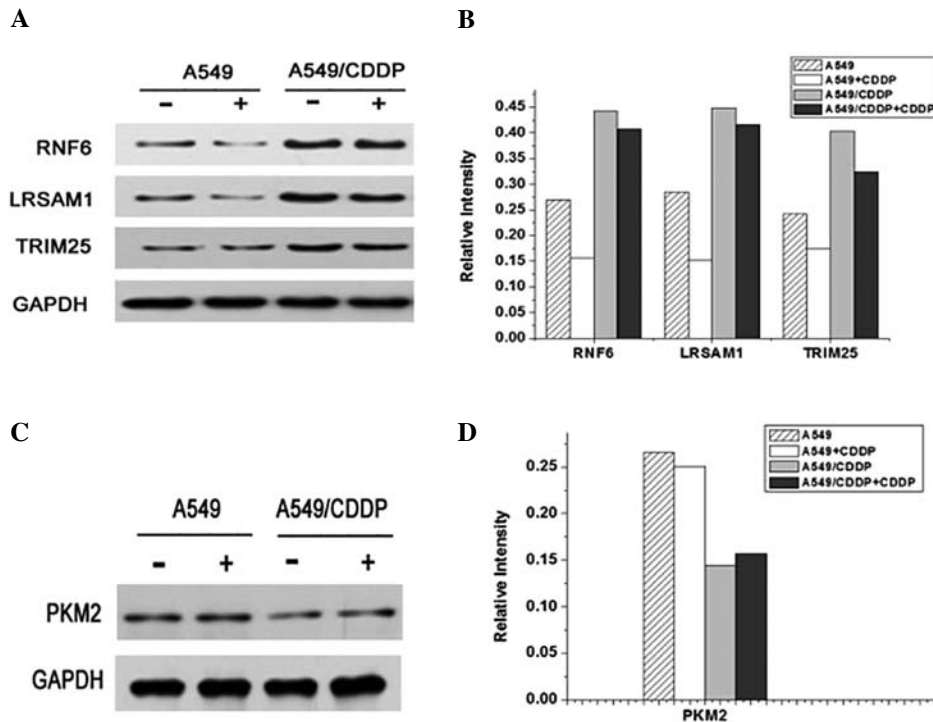 A
A549 A549/CDDP
- + - +
RNF6
LRSAM1
TRIM25
GAPDH
B
A549
A549+CDDP
A549/CDDP
A549/CDDP+CDDP
Relative Intensity
0.45
0.40
0.35
0.30
0.25
0.20
0.15
0.10
0.05
0.00
RNF6 LRSAM1 TRIM25
C
A549 A549/CDDP
- + - +
PKM2
GAPDH
D
A549
A549+CDDP
A549/CDDP
A549/CDDP+CDDP
Relative Intensity
0.25
0.20
0.15
0.10
0.05
0.00
PKM2